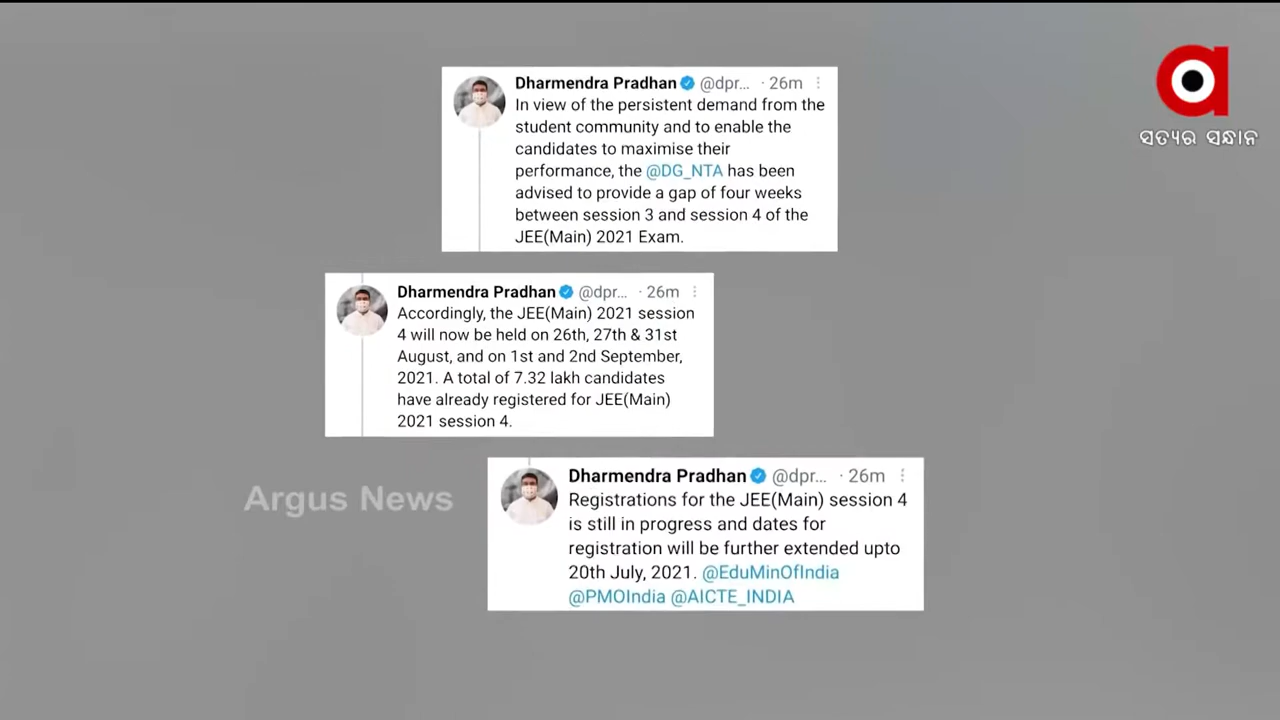 Dharmendra Pradhan @dpr... · 26m
In view of the persistent demand from the
student community and to enable the
candidates to maximise their
performance, the @DG_NTA has been
advised to provide a gap of four weeks
between session 3 and session 4 of the
JEE(Main) 2021 Exam.
ସତ୍ୟର ସନ୍ଧାନ
Dharmendra Pradhan @dpr... · 26m
Accordingly, the JEE(Main) 2021 session
4 will now be held on 26th, 27th & 31st
August, and on 1st and 2nd September,
2021. A total of 7.32 lakh candidates
have already registered for JEE(Main)
2021 session 4.
Dharmendra Pradhan @dpr... · 26m
Registrations for the JEE(Main) session 4
is still in progress and dates for
registration will be further extended upto
20th July, 2021. @EduMinOfIndia
@PMOIndia @AICTE_INDIA
Argus News